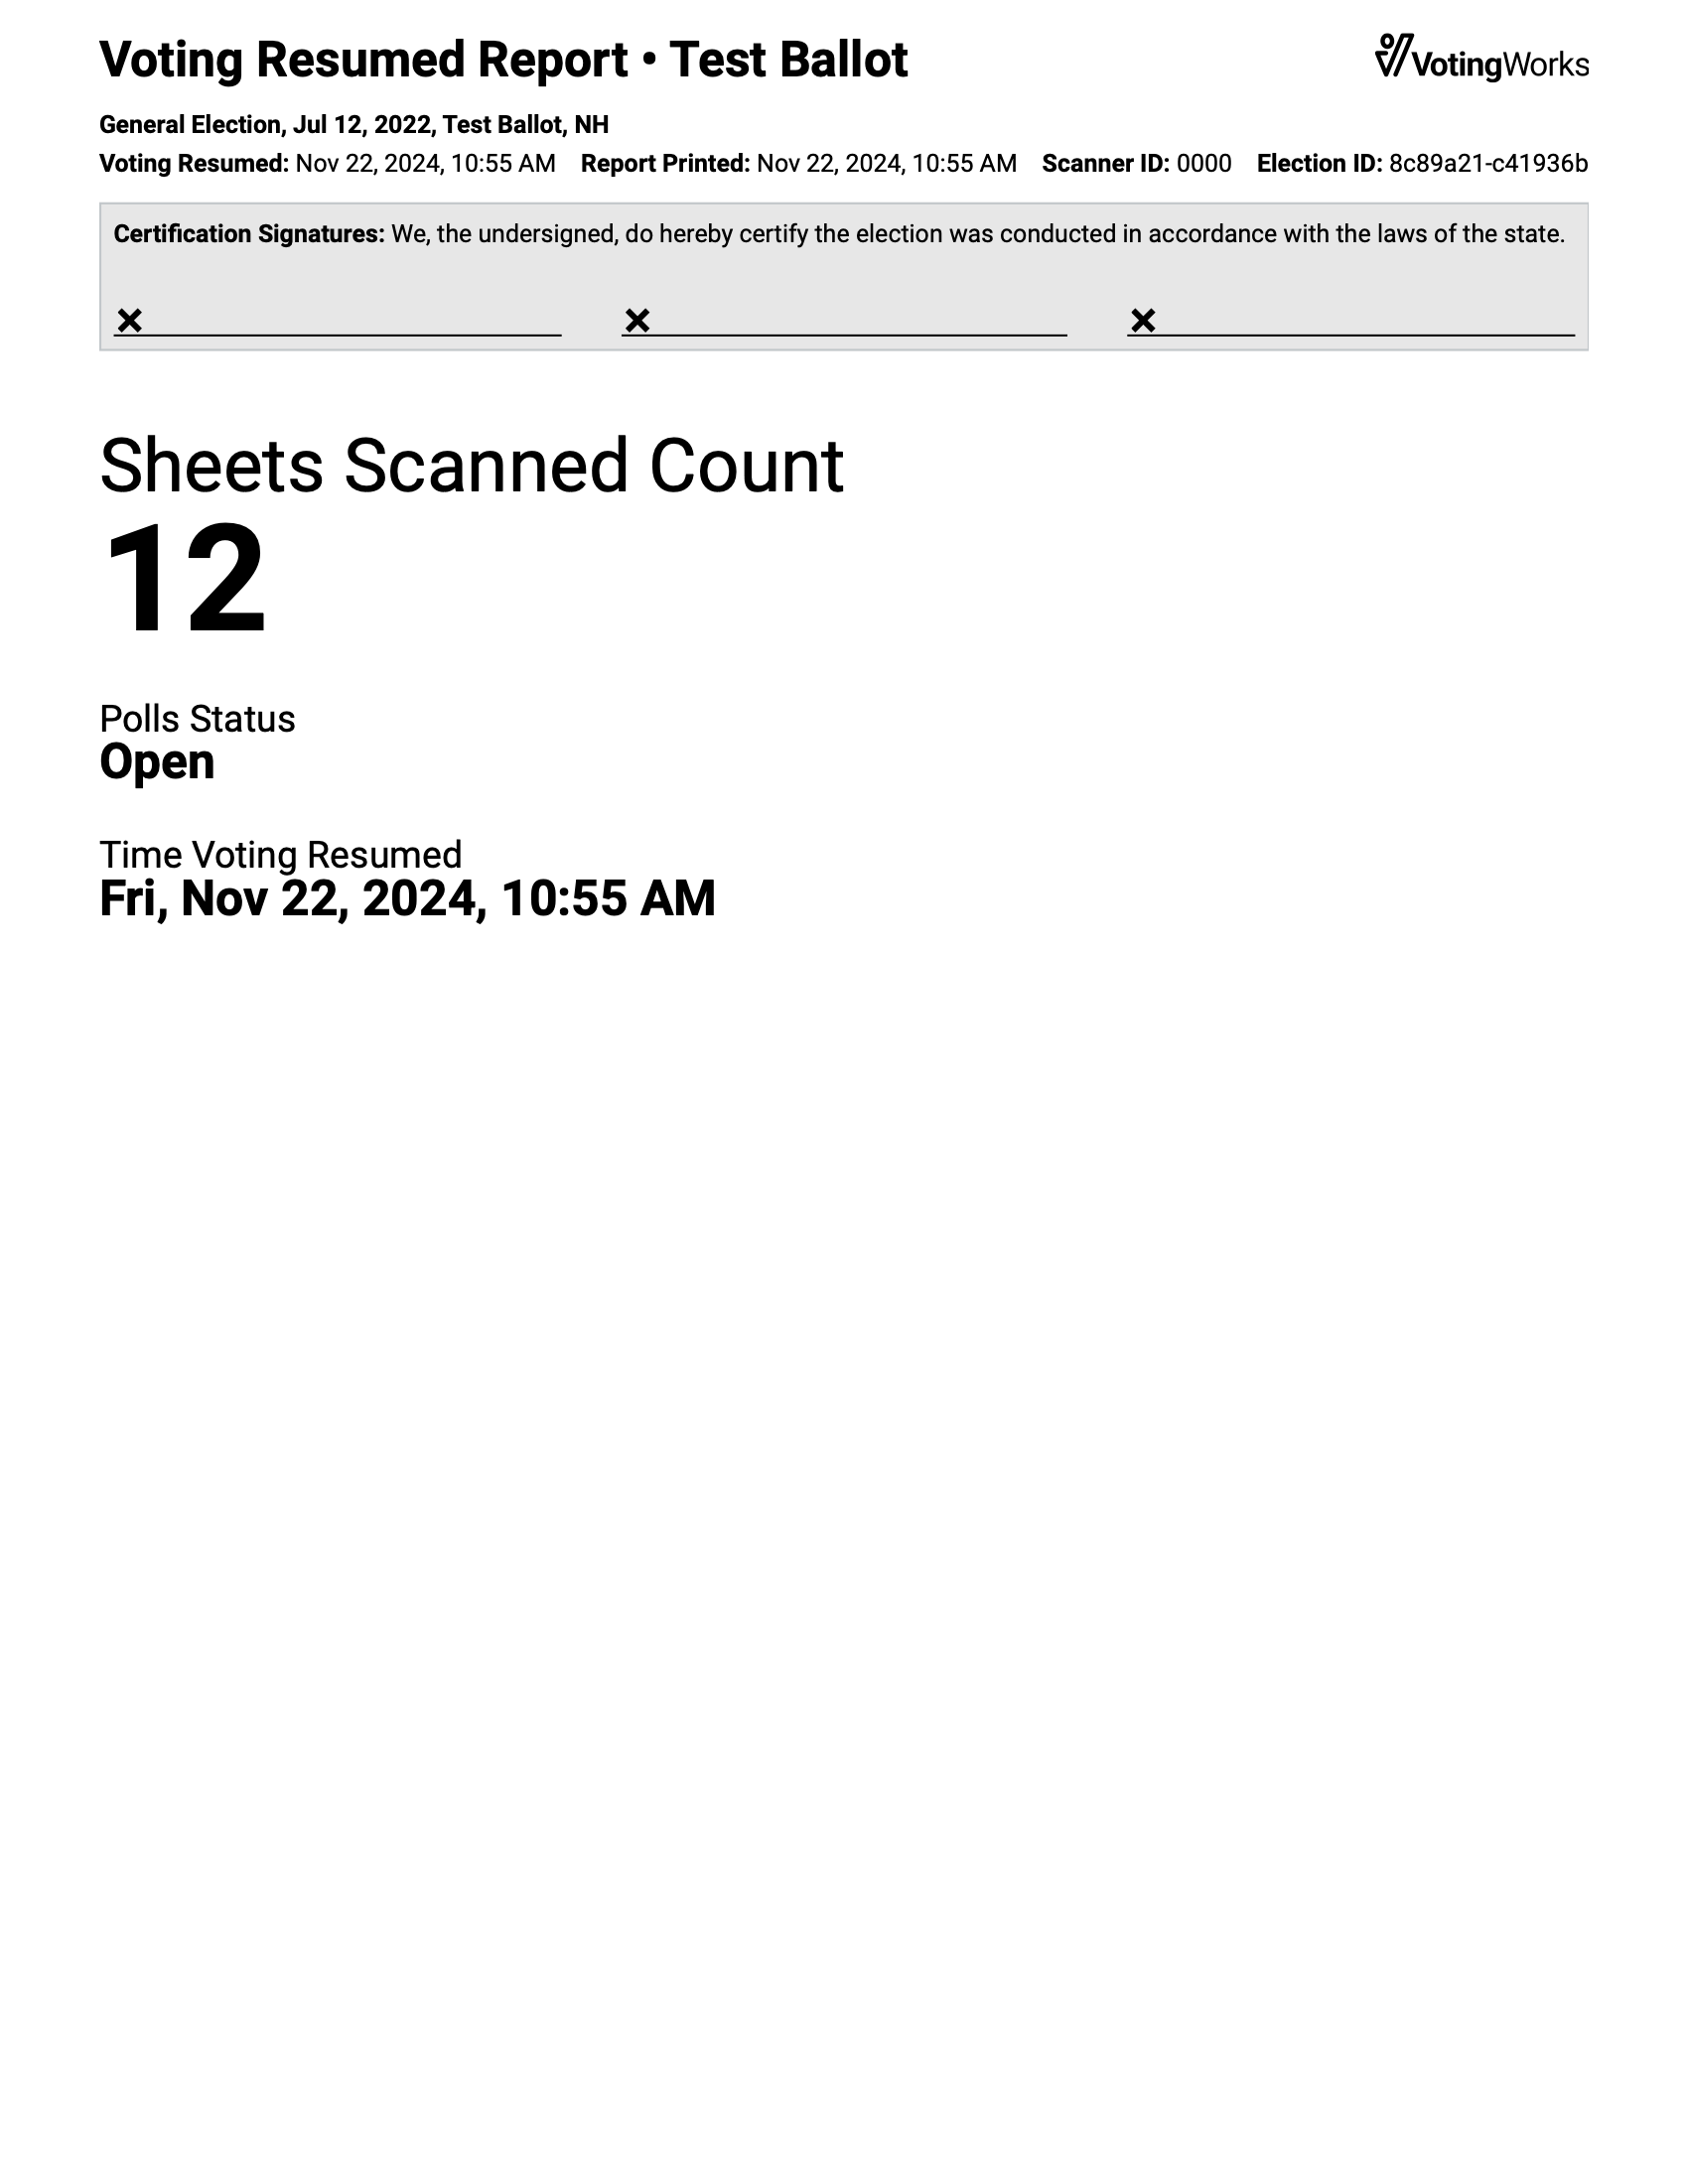 Voting Resumed Report • Test Ballot
VotingWorks
General Election, Jul 12, 2022, Test Ballot, NH
Voting Resumed: Nov 22, 2024, 10:55 AM Report Printed: Nov 22, 2024, 10:55 AM Scanner ID: 0000 Election ID: 8c89a21-c41936b
Certification Signatures: We, the undersigned, do hereby certify the election was conducted in accordance with the laws of the state.
× × ×
Sheets Scanned Count
12
Polls Status
Open
Time Voting Resumed
Fri, Nov 22, 2024, 10:55 AM